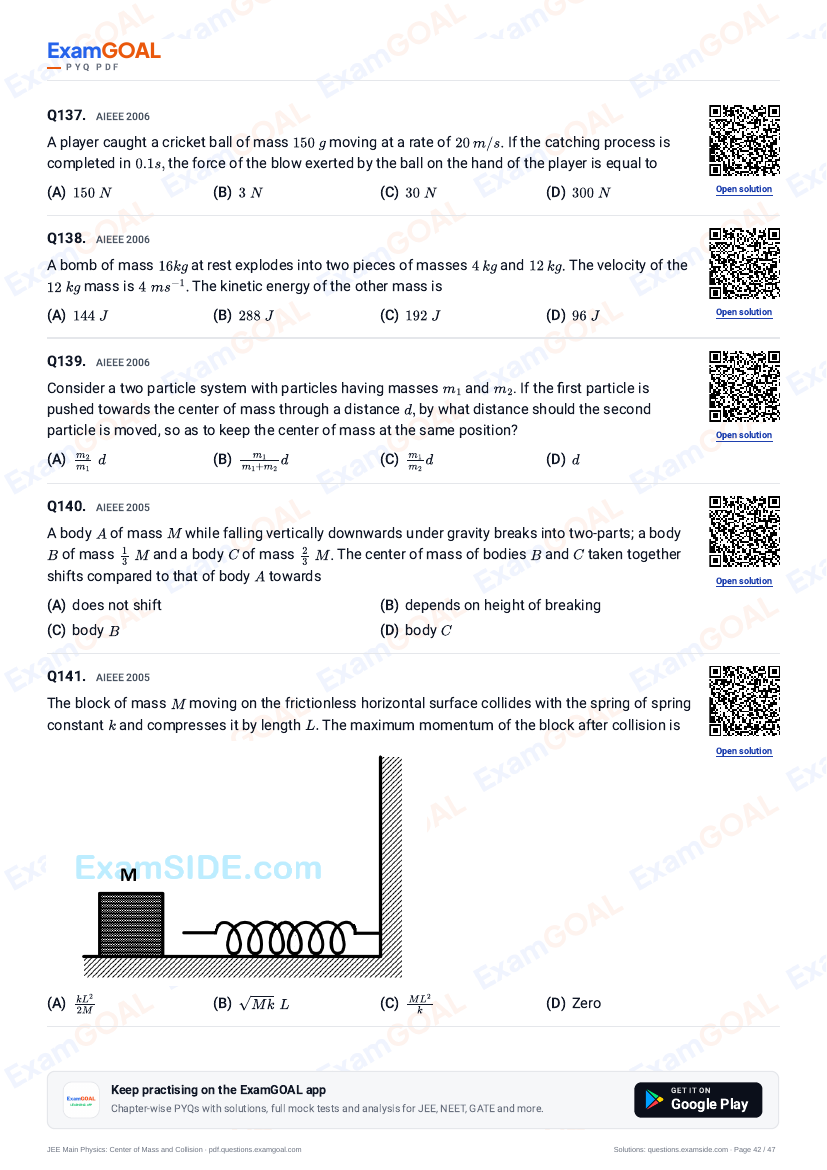 ExamGOAL
PYQ PDF
Q137. AIEEE 2006
A player caught a cricket ball of mass 150 g moving at a rate of 20 m/s. If the catching process is
completed in 0.1s, the force of the blow exerted by the ball on the hand of the player is equal to
(A) 150 N (B) 3 N (C) 30 N (D) 300 N
Open solution
Q138. AIEEE 2006
A bomb of mass 16kg at rest explodes into two pieces of masses 4 kg and 12 kg. The velocity of the
12 kg mass is 4 ms⁻¹. The kinetic energy of the other mass is
(A) 144 J (B) 288 J (C) 192 J (D) 96 J
Open solution
Q139. AIEEE 2006
Consider a two particle system with particles having masses m₁ and m₂. If the first particle is
pushed towards the center of mass through a distance d, by what distance should the second
particle is moved, so as to keep the center of mass at the same position?
(A) m₂/m₁ d (B) m₁/(m₁+m₂) d (C) m₁/m₂ d (D) d
Open solution
Q140. AIEEE 2005
A body A of mass M while falling vertically downwards under gravity breaks into two-parts; a body
B of mass 1/3 M and a body C of mass 2/3 M. The center of mass of bodies B and C taken together
shifts compared to that of body A towards
(A) does not shift (B) depends on height of breaking
(C) body B (D) body C
Open solution
Q141. AIEEE 2005
The block of mass M moving on the frictionless horizontal surface collides with the spring of spring
constant k and compresses it by length L. The maximum momentum of the block after collision is
Open solution
ExamSIDE.com
M
(A) kL²/2M (B) √Mk L (C) ML²/k (D) Zero
Keep practising on the ExamGOAL app
Chapter-wise PYQs with solutions, full mock tests and analysis for JEE, NEET, GATE and more.
GET IT ON
Google Play
JEE Main Physics: Center of Mass and Collision · pdf.questions.examgoal.com
Solutions: questions.examside.com · Page 42 / 47